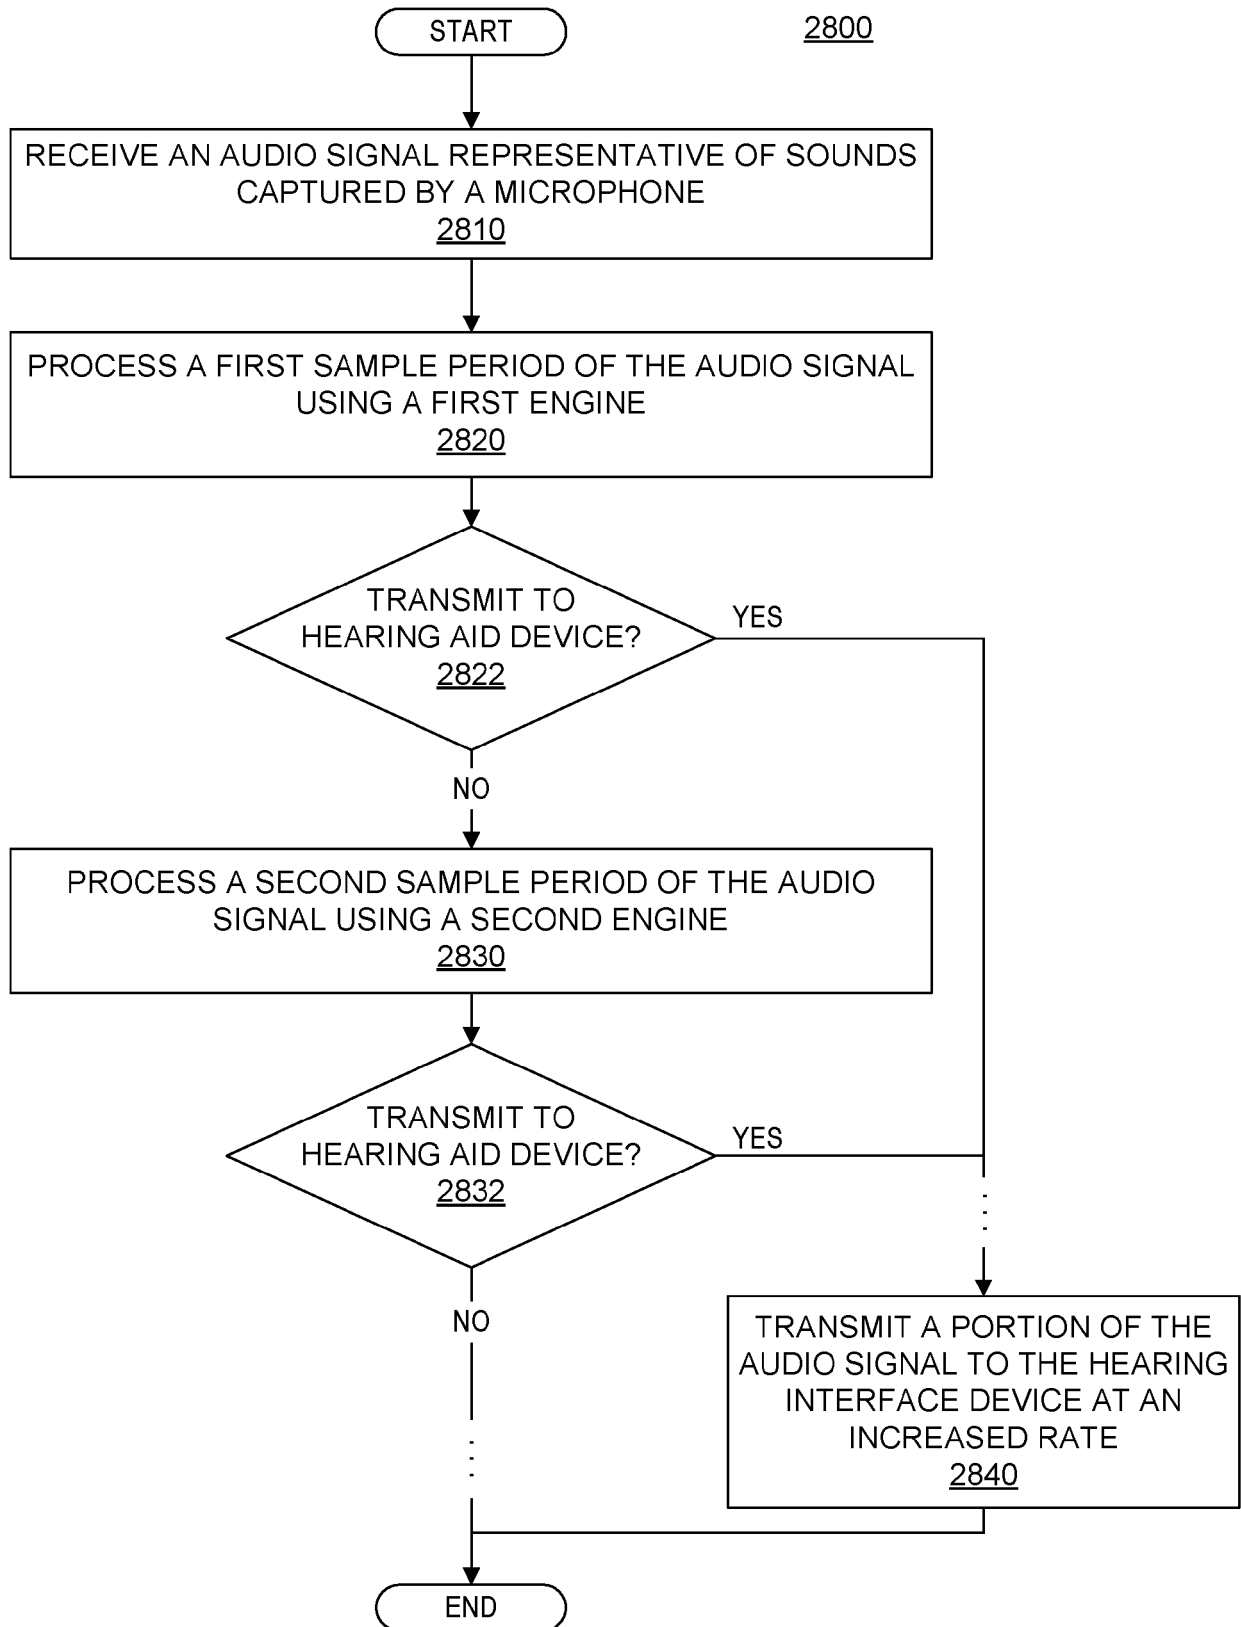 START
2800
RECEIVE AN AUDIO SIGNAL REPRESENTATIVE OF SOUNDS
CAPTURED BY A MICROPHONE
2810
PROCESS A FIRST SAMPLE PERIOD OF THE AUDIO SIGNAL
USING A FIRST ENGINE
2820
TRANSMIT TO
HEARING AID DEVICE?
2822
YES
NO
PROCESS A SECOND SAMPLE PERIOD OF THE AUDIO
SIGNAL USING A SECOND ENGINE
2830
TRANSMIT TO
HEARING AID DEVICE?
2832
YES
NO
TRANSMIT A PORTION OF THE
AUDIO SIGNAL TO THE HEARING
INTERFACE DEVICE AT AN
INCREASED RATE
2840
END